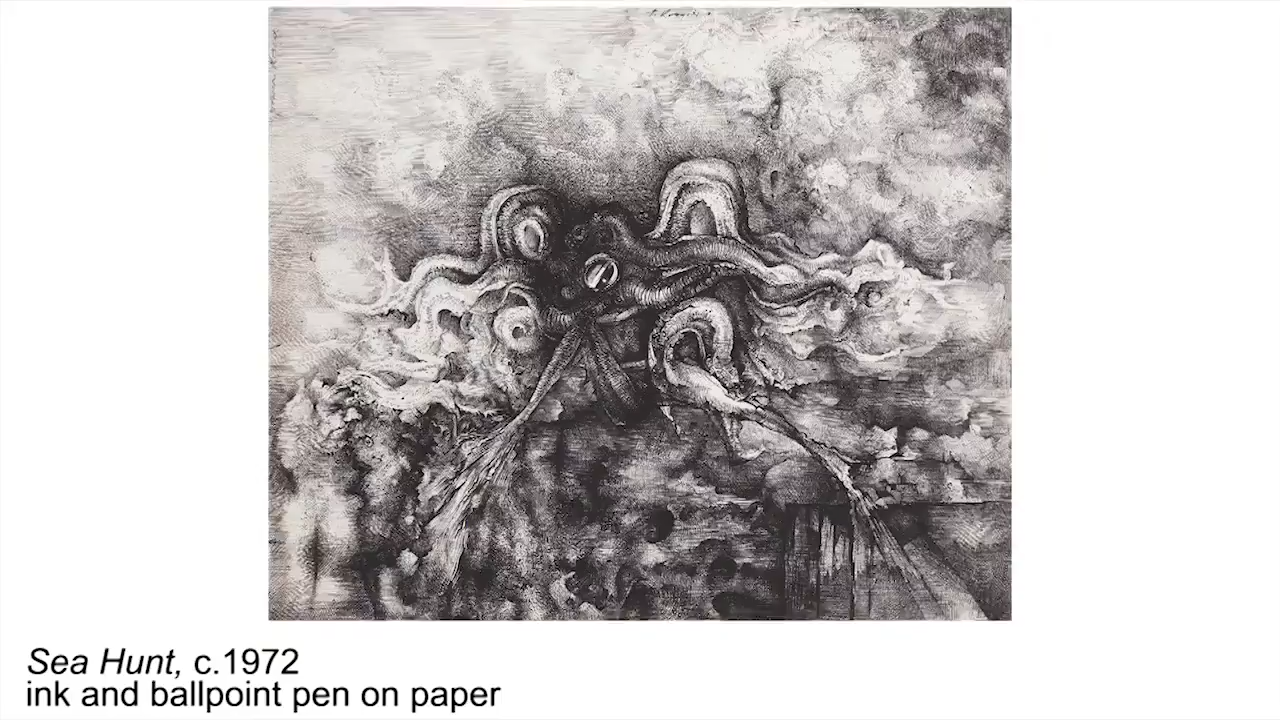 Sea Hunt, c.1972
ink and ballpoint pen on paper